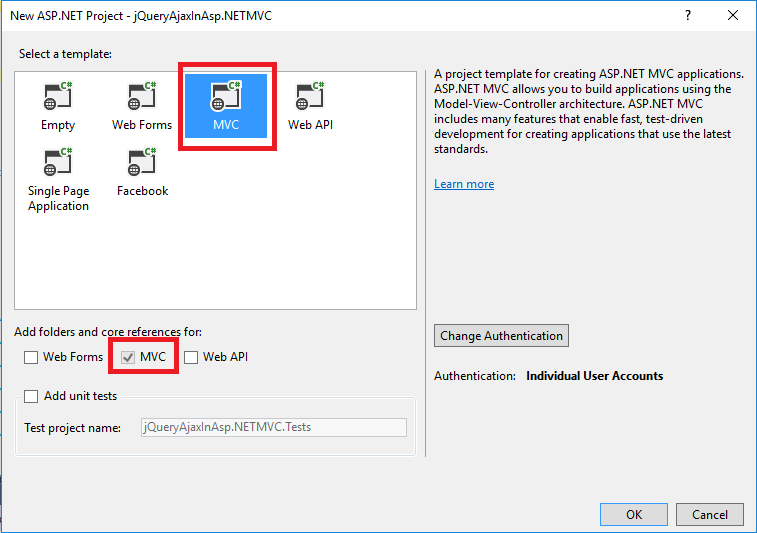 New ASP.NET Project - jQueryAjaxInAsp.NETMVC
?
Select a template:
C#
C#
C#
C#
Empty
Web Forms
MVC
Web API
C#
C#
Single Page
Application
Facebook
A project template for creating ASP.NET MVC applications.
ASP.NET MVC allows you to build applications using the
Model-View-Controller architecture. ASP.NET MVC
includes many features that enable fast, test-driven
development for creating applications that use the latest
standards.
Learn more
Add folders and core references for:
Web Forms
MVC
Web API
Add unit tests
Test project name:
jQueryAjaxInAsp.NETMVC.Tests
Change Authentication
Authentication: Individual User Accounts
OK
Cancel